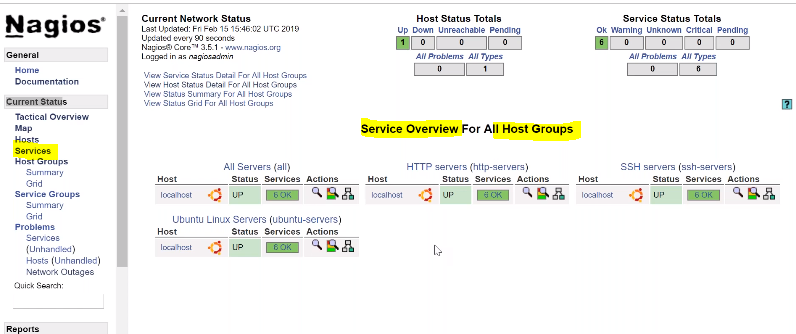 Nagios®
General
Home
Documentation
Current Status
Tactical Overview
Map
Hosts
Services
Host Groups
Summary
Grid
Service Groups
Summary
Grid
Problems
Services
(Unhandled)
Hosts (Unhandled)
Network Outages
Quick Search:
Reports
Current Network Status
Last Updated: Fri Feb 15 15:46:02 UTC 2019
Updated every 90 seconds
Nagios® Core™ 3.5.1 - www.nagios.org
Logged in as nagiosadmin
View Service Status Detail For All Host Groups
View Host Status Detail For All Host Groups
View Status Summary For All Host Groups
View Status Grid For All Host Groups
Host Status Totals
Up Down Unreachable Pending
1 0 0 0
All Problems All Types
0 1
Service Status Totals
Ok Warning Unknown Critical Pending
6 0 0 0 0
All Problems All Types
0 6
?
Service Overview For All Host Groups
All Servers (all)
Host Status Services Actions
localhost UP 6 OK
HTTP servers (http-servers)
Host Status Services Actions
localhost UP 6 OK
SSH servers (ssh-servers)
Host Status Services Actions
localhost UP 6 OK
Ubuntu Linux Servers (ubuntu-servers)
Host Status Services Actions
localhost UP 6 OK